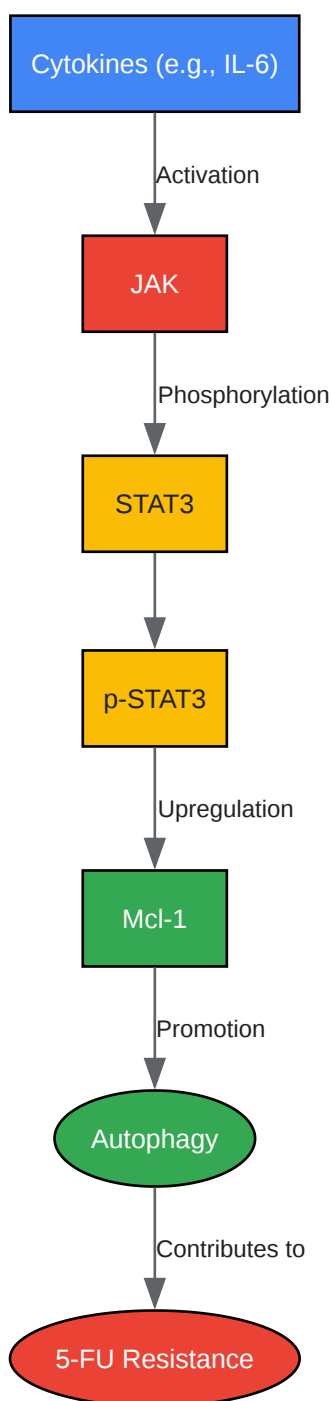 Cytokines (e.g., IL-6)
Activation
JAK
Phosphorylation
STAT3
p-STAT3
Upregulation
Mcl-1
Promotion
Autophagy
Contributes to
5-FU Resistance